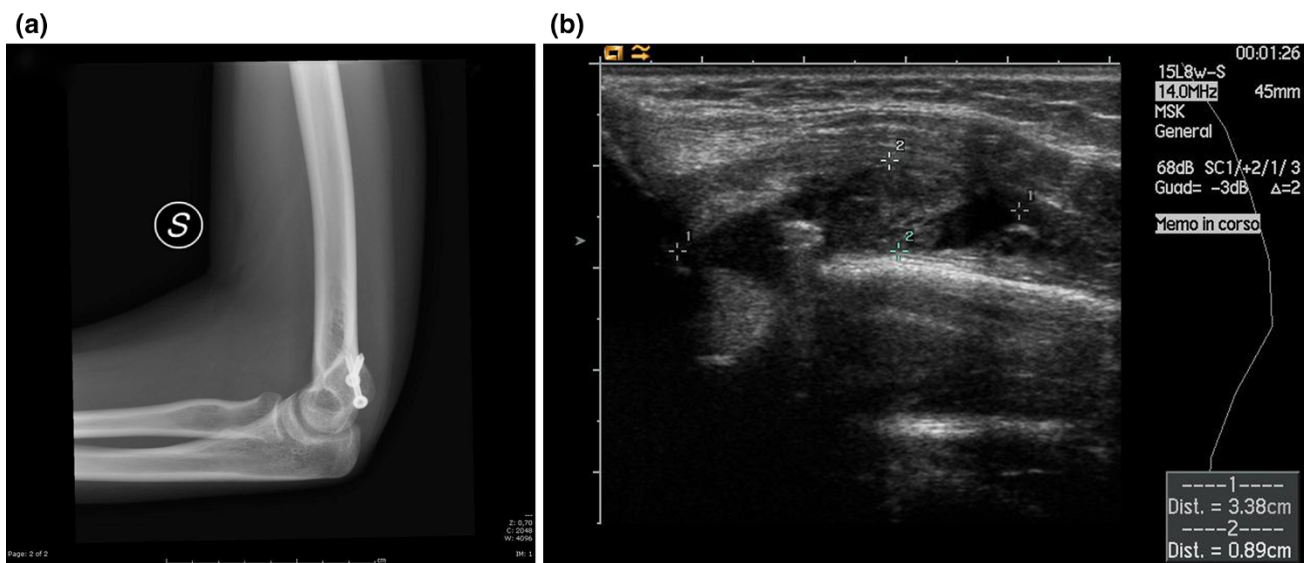 (a)
S
Z: 0,70
C: 2048
W: 4096
Page: 2 of 2
cm
IM: 1
(b)
00:01:26
15L8w-S
14.0MHz 45mm
MSK
General
68dB SC1/+2/1/3
Guad= -3dB Δ=2
Memo in corso
2
1
1
2
----1----
Dist. = 3.38cm
----2----
Dist. = 0.89cm